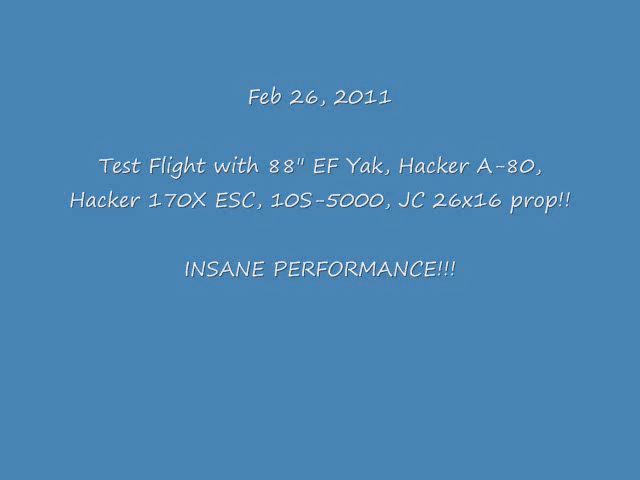 Feb 26, 2011
Test Flight with 88" EF Yak, Hacker A-80,
Hacker 170X ESC, 10S-5000, JC 26x16 prop!!
INSANE PERFORMANCE!!!